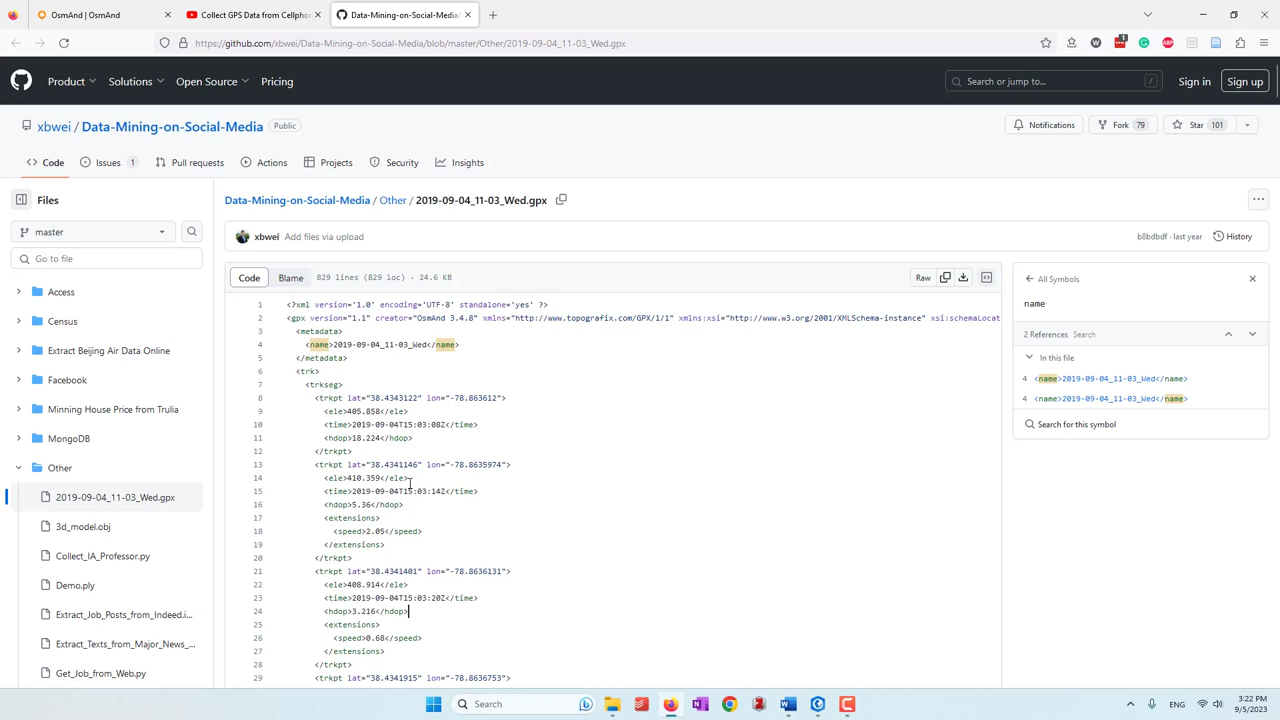 OsmAnd | OsmAnd
Collect GPS Data from Cellphon
Data-Mining-on-Social-Media/
https://github.com/xbwei/Data-Mining-on-Social-Media/blob/master/Other/2019-09-04_11-03_Wed.gpx
Product
Solutions
Open Source
Pricing
Search or jump to...
/
Sign in
Sign up
xbwei / Data-Mining-on-Social-Media
Public
Notifications
Fork 79
Star 101
Code
Issues 1
Pull requests
Actions
Projects
Security
Insights
Files
master
Go to file
Access
Census
Extract Beijing Air Data Online
Facebook
Minning House Price from Trulia
MongoDB
Other
2019-09-04_11-03_Wed.gpx
3d_model.obj
Collect_IA_Professor.py
Demo.ply
Extract_Job_Posts_from_Indeed.i...
Extract_Texts_from_Major_News_...
Get_Job_from_Web.py
Data-Mining-on-Social-Media / Other / 2019-09-04_11-03_Wed.gpx
xbwei Add files via upload
b8bdbdf · last year
History
Code
Blame
829 lines (829 loc) · 24.6 KB
Raw
1 <?xml version='1.0' encoding='UTF-8' standalone='yes' ?>
2 <gpx version="1.1" creator="OsmAnd 3.4.8" xmlns="http://www.topografix.com/GPX/1/1" xmlns:xsi="http://www.w3.org/2001/XMLSchema-instance" xsi:schemaLocat
3 <metadata>
4 <name>2019-09-04_11-03_Wed</name>
5 </metadata>
6 <trk>
7 <trkseg>
8 <trkpt lat="38.4343122" lon="-78.863612">
9 <ele>405.858</ele>
10 <time>2019-09-04T15:03:08Z</time>
11 <hdop>18.224</hdop>
12 </trkpt>
13 <trkpt lat="38.4341146" lon="-78.8635974">
14 <ele>410.359</ele>
15 <time>2019-09-04T15:03:14Z</time>
16 <hdop>5.36</hdop>
17 <extensions>
18 <speed>2.05</speed>
19 </extensions>
20 </trkpt>
21 <trkpt lat="38.4341401" lon="-78.8636131">
22 <ele>408.914</ele>
23 <time>2019-09-04T15:03:20Z</time>
24 <hdop>3.216</hdop>
25 <extensions>
26 <speed>0.68</speed>
27 </extensions>
28 </trkpt>
29 <trkpt lat="38.4341915" lon="-78.8636753">
All Symbols
name
2 References Search
In this file
4 <name>2019-09-04_11-03_Wed</name>
4 <name>2019-09-04_11-03_Wed</name>
Search for this symbol
Search
ENG
3:22 PM
9/5/2023